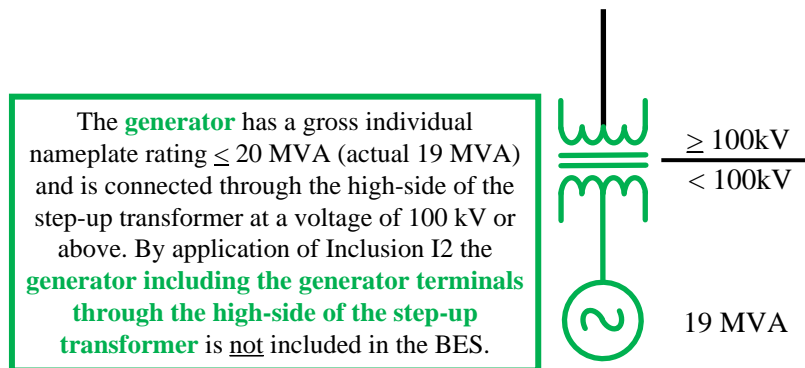 The generator has a gross individual
nameplate rating ≤ 20 MVA (actual 19 MVA)
and is connected through the high-side of the
step-up transformer at a voltage of 100 kV or
above. By application of Inclusion I2 the
generator including the generator terminals
through the high-side of the step-up
transformer is not included in the BES.
≥ 100kV
< 100kV
19 MVA